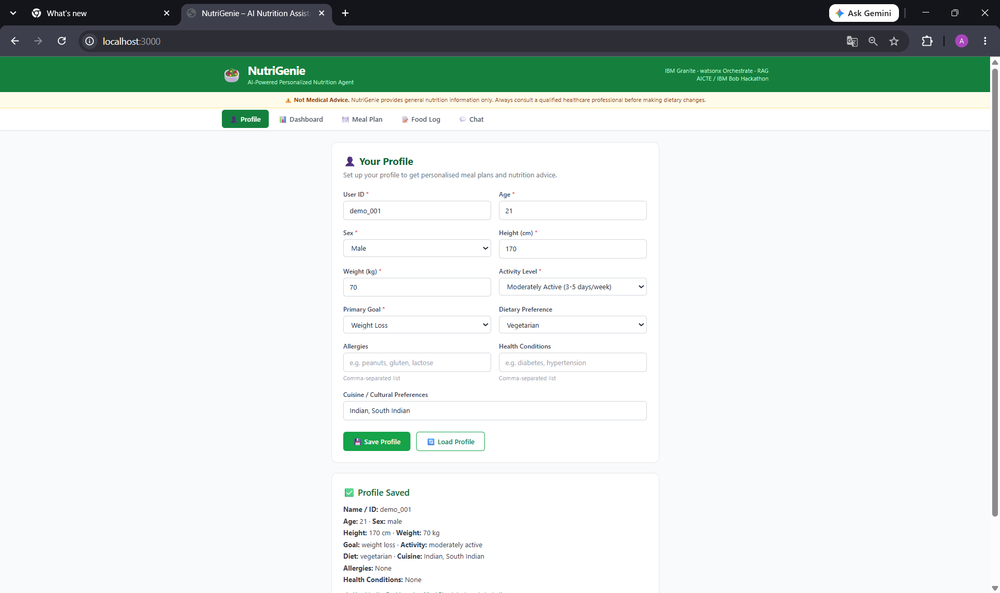 What's new
NutriGenie – AI Nutrition Assist
Ask Gemini
localhost:3000
A
NutriGenie
AI-Powered Personalized Nutrition Agent
IBM Granite · watsonx Orchestrate · RAG
AICTE / IBM Bob Hackathon
Not Medical Advice. NutriGenie provides general nutrition information only. Always consult a qualified healthcare professional before making dietary changes.
Profile
Dashboard
Meal Plan
Food Log
Chat
Your Profile
Set up your profile to get personalised meal plans and nutrition advice.
User ID *
Age *
demo_001
21
Sex *
Height (cm) *
Male
170
Weight (kg) *
Activity Level *
70
Moderately Active (3-5 days/week)
Primary Goal *
Dietary Preference
Weight Loss
Vegetarian
Allergies
Health Conditions
e.g. peanuts, gluten, lactose
e.g. diabetes, hypertension
Comma-separated list
Comma-separated list
Cuisine / Cultural Preferences
Indian, South Indian
Save Profile
Load Profile
Profile Saved
Name / ID: demo_001
Age: 21 · Sex: male
Height: 170 cm · Weight: 70 kg
Goal: weight loss · Activity: moderately active
Diet: vegetarian · Cuisine: Indian, South Indian
Allergies: None
Health Conditions: None